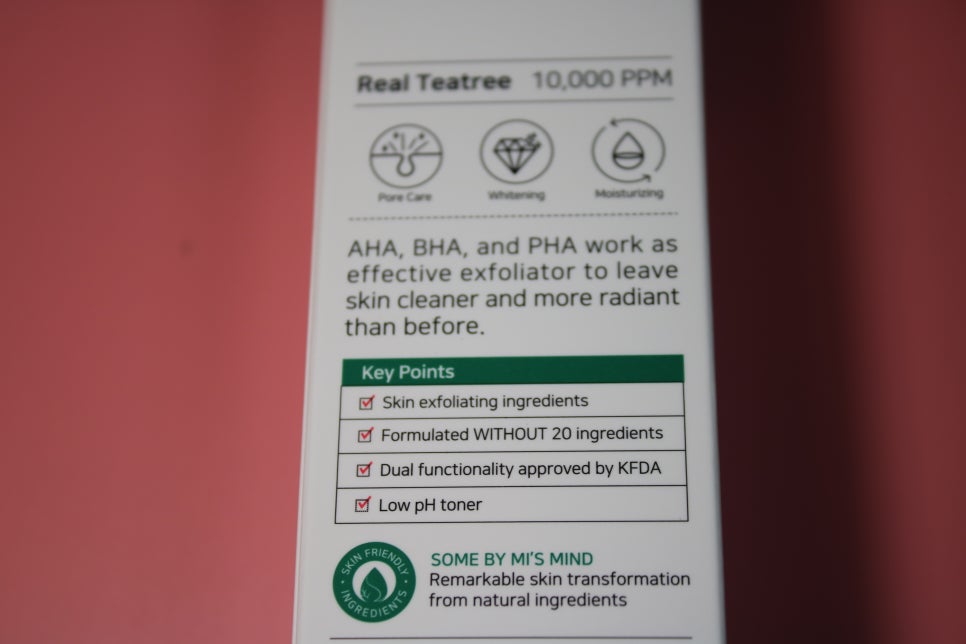 Real Teatree 10,000 PPM
Pore Care Whitening Moisturizing
AHA, BHA, and PHA work as
effective exfoliator to leave
skin cleaner and more radiant
than before.
Key Points
Skin exfoliating ingredients
Formulated WITHOUT 20 ingredients
Dual functionality approved by KFDA
Low pH toner
SKIN FRIENDLY
INGREDIENTS
SOME BY MI'S MIND
Remarkable skin transformation
from natural ingredients